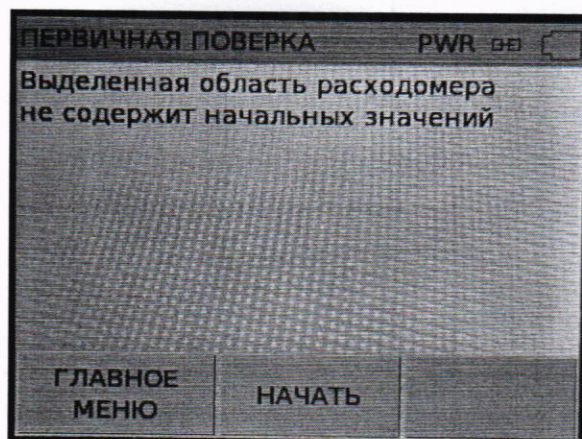 ПЕРВИЧНАЯ ПОВЕРКА PWR
Выделенная область расходомера
не содержит начальных значений
ГЛАВНОЕ
МЕНЮ
НАЧАТЬ